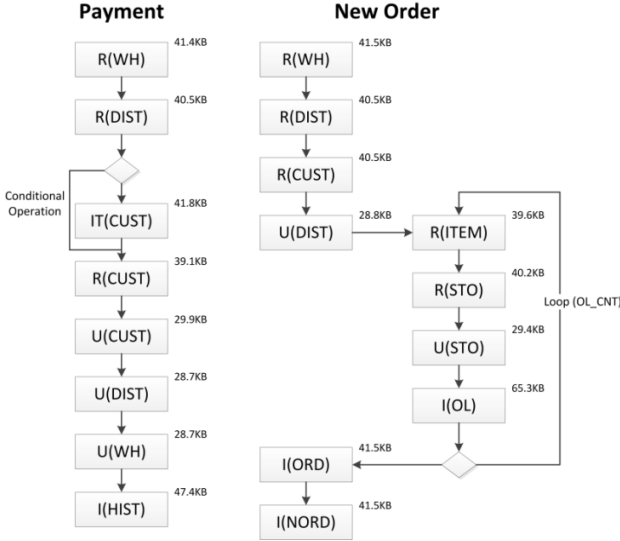 Payment
41.4KB
R(WH)
40.5KB
R(DIST)
Conditional
Operation
41.8KB
IT(CUST)
39.1KB
R(CUST)
29.9KB
U(CUST)
28.7KB
U(DIST)
28.7KB
U(WH)
47.4KB
I(HIST)
New Order
41.5KB
R(WH)
40.5KB
R(DIST)
40.5KB
R(CUST)
28.8KB
U(DIST)
39.6KB
R(ITEM)
40.2KB
R(STO)
Loop (OL_CNT)
29.4KB
U(STO)
65.3KB
I(OL)
41.5KB
I(ORD)
41.5KB
I(NORD)